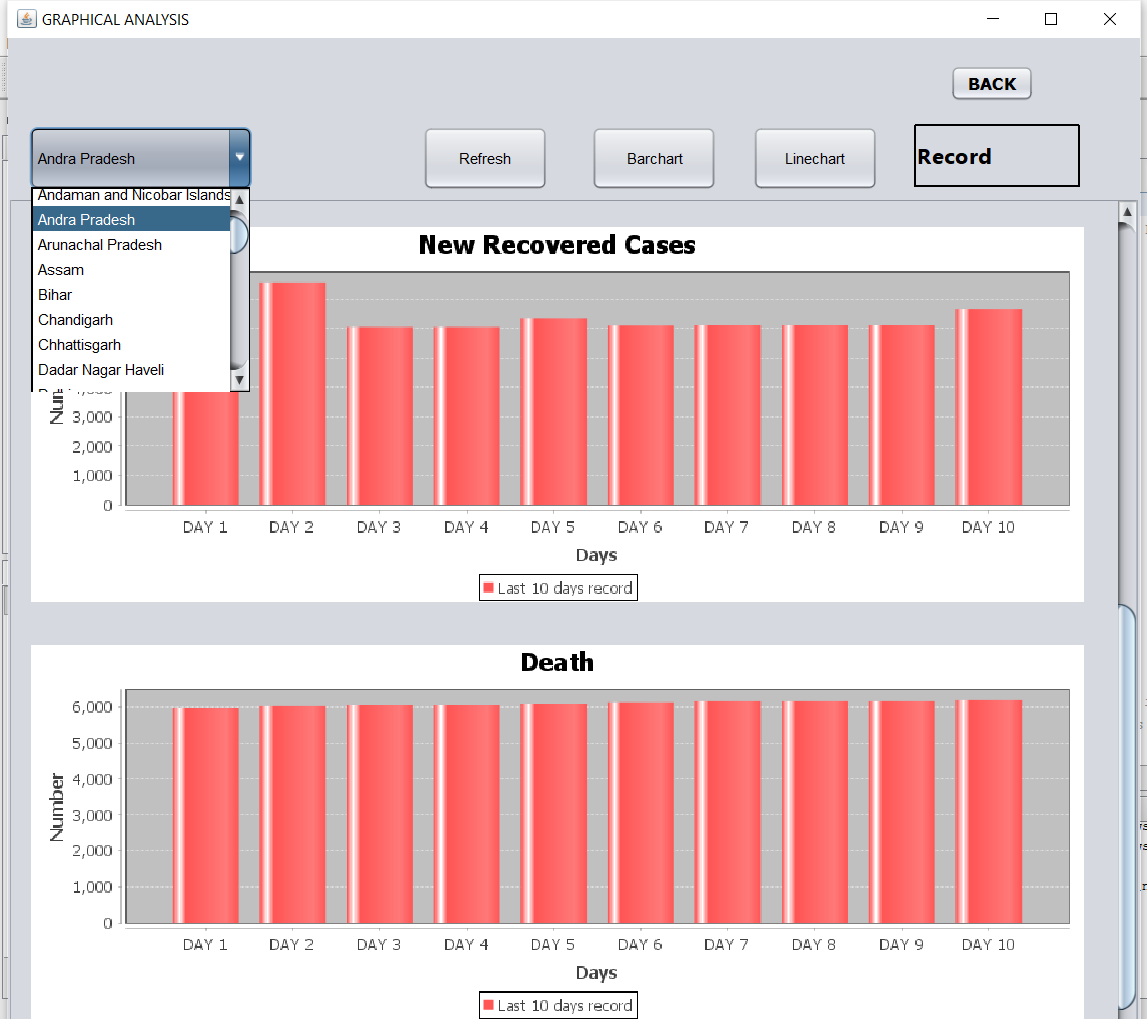 GRAPHICAL ANALYSIS
BACK
Andra Pradesh
Refresh
Barchart
Linechart
Record
Andaman and Nicobar Islands
Andra Pradesh
Arunachal Pradesh
Assam
Bihar
Chandigarh
Chhattisgarh
Dadar Nagar Haveli
New Recovered Cases
3,000
2,000
1,000
0
DAY 1 DAY 2 DAY 3 DAY 4 DAY 5 DAY 6 DAY 7 DAY 8 DAY 9 DAY 10
Days
Last 10 days record
Death
Number
6,000
5,000
4,000
3,000
2,000
1,000
0
DAY 1 DAY 2 DAY 3 DAY 4 DAY 5 DAY 6 DAY 7 DAY 8 DAY 9 DAY 10
Days
Last 10 days record